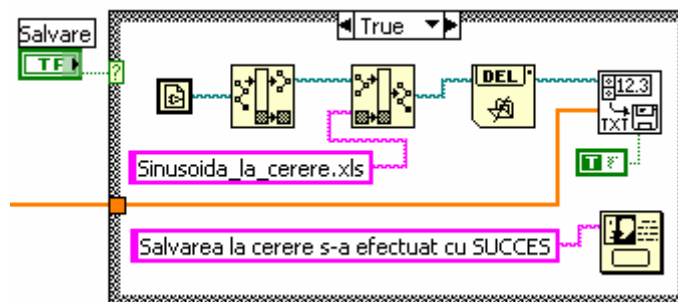 Salvare
TF
?
True
DEL
12.3
TXT
T F
Sinusoida_la_cerere.xls
Salvarea la cerere s-a efectuat cu SUCCES